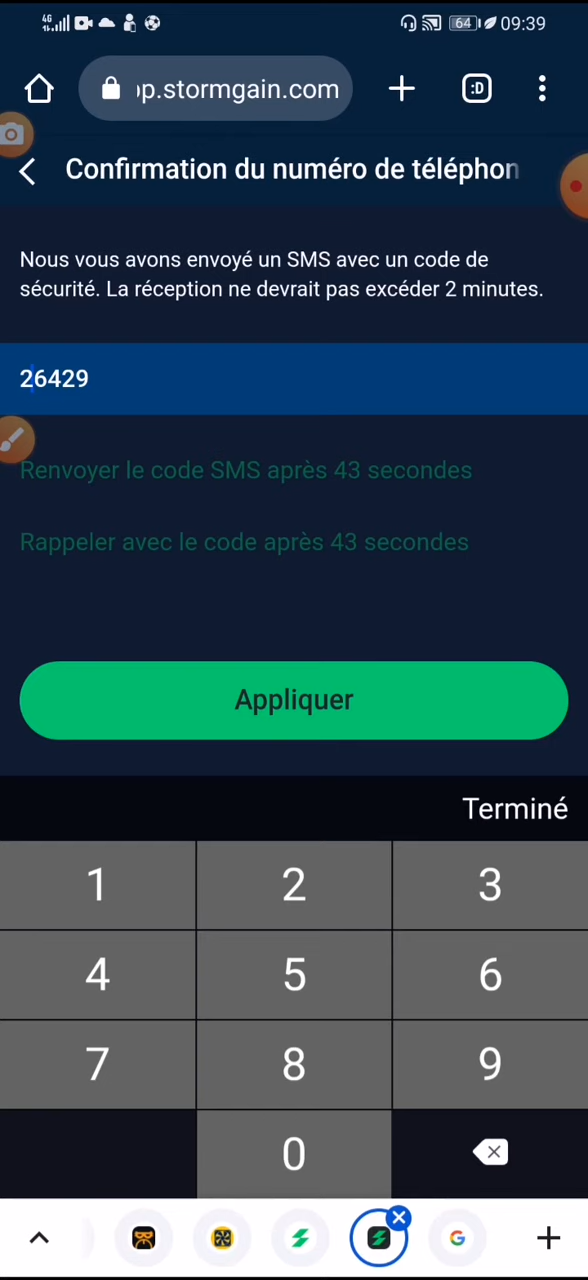 4G 64 09:39
op.stormgain.com
:D
Confirmation du numéro de téléphon
Nous vous avons envoyé un SMS avec un code de
sécurité. La réception ne devrait pas excéder 2 minutes.
26429
Renvoyer le code SMS après 43 secondes
Rappeler avec le code après 43 secondes
Appliquer
Terminé
1 2 3
4 5 6
7 8 9
0